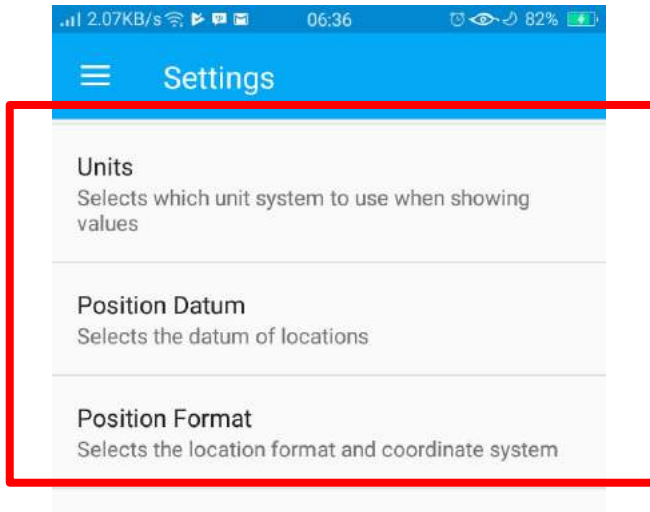 2.07KB/s 06:36 82%
Settings
Units
Selects which unit system to use when showing
values
Position Datum
Selects the datum of locations
Position Format
Selects the location format and coordinate system